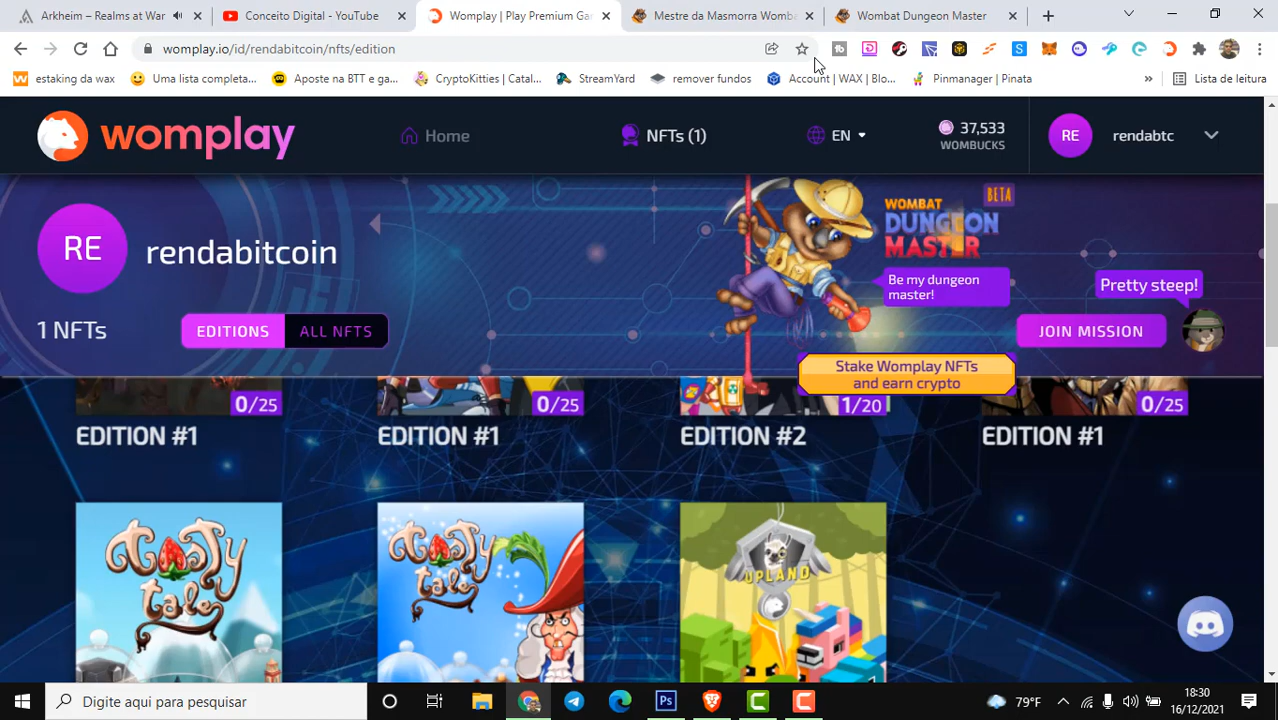 Arkheim – Realms at War
Conceito Digital - YouTube
Womplay | Play Premium Ga
Mestre da Masmorra Womba
Wombat Dungeon Master
womplay.io/id/rendabitcoin/nfts/edition
estaking da wax
Uma lista completa...
Aposte na BTT e ga...
CryptoKitties | Catal...
StreamYard
remover fundos
Account | WAX | Blo...
Pinmanager | Pinata
»
Lista de leitura
womplay
Home
NFTs (1)
EN
37,533
WOMBUCKS
RE
rendabtc
RE
rendabitcoin
WOMBAT
DUNGEON
MASTER
BETA
Be my dungeon
master!
Pretty steep!
1 NFTs
EDITIONS
ALL NFTS
JOIN MISSION
Stake Womplay NFTs
and earn crypto
0/25
0/25
1/20
0/25
EDITION #1
EDITION #1
EDITION #2
EDITION #1
Tasty
tale
Tasty
tale
UPLAND
Digite aqui para pesquisar
Ps
79°F
18:30
16/12/2021